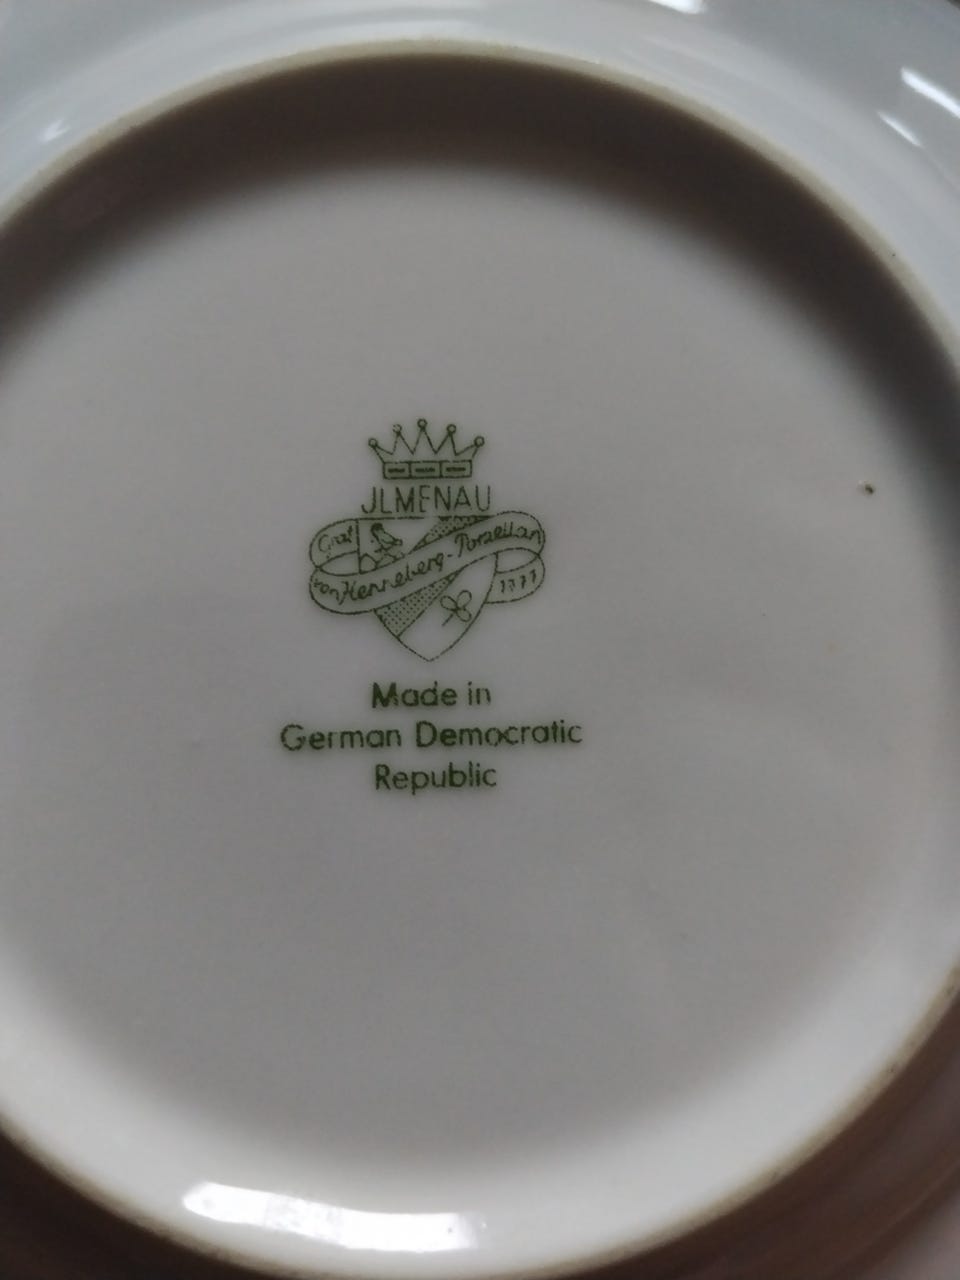 JLMENAU
Graf
von Henneberg-Porzellan
1777
Made in
German Democratic
Republic